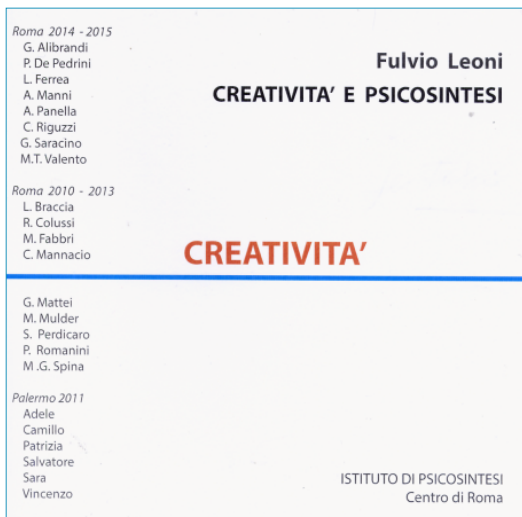 Roma 2014 - 2015
G. Alibrandi
P. De Pedrini
L. Ferrea
A. Manni
A. Panella
C. Riguzzi
G. Saracino
M.T. Valento
Roma 2010 - 2013
L. Braccia
R. Colussi
M. Fabbri
C. Mannacio
G. Mattei
M. Mulder
S. Perdicaro
P. Romanini
M .G. Spina
Palermo 2011
Adele
Camillo
Patrizia
Salvatore
Sara
Vincenzo
Fulvio Leoni
CREATIVITA' E PSICOSINTESI
CREATIVITA'
ISTITUTO DI PSICOSINTESI
Centro di Roma